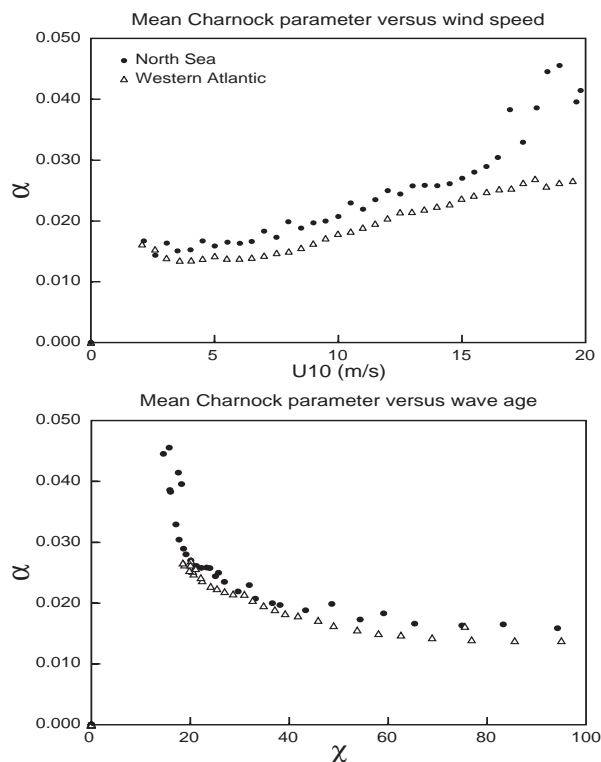 Mean Charnock parameter versus wind speed
0.050
North Sea
Western Atlantic
0.040
0.030
α
0.020
0.010
0.000
0 5 10 15 20
U10 (m/s)
Mean Charnock parameter versus wave age
0.050
0.040
0.030
α
0.020
0.010
0.000
0 20 40 60 80 100
χ